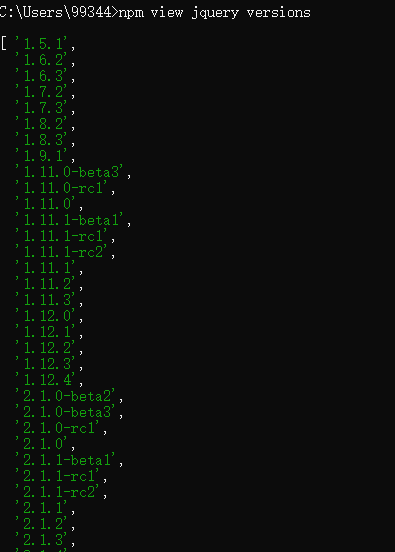 C:\Users\99344>npm view jquery versions
[ '1.5.1',
'1.6.2',
'1.6.3',
'1.7.2',
'1.7.3',
'1.8.2',
'1.8.3',
'1.9.1',
'1.11.0-beta3',
'1.11.0-rc1',
'1.11.0',
'1.11.1-beta1',
'1.11.1-rc1',
'1.11.1-rc2',
'1.11.1',
'1.11.2',
'1.11.3',
'1.12.0',
'1.12.1',
'1.12.2',
'1.12.3',
'1.12.4',
'2.1.0-beta2',
'2.1.0-beta3',
'2.1.0-rc1',
'2.1.0',
'2.1.1-beta1',
'2.1.1-rc1',
'2.1.1-rc2',
'2.1.1',
'2.1.2',
'2.1.3',